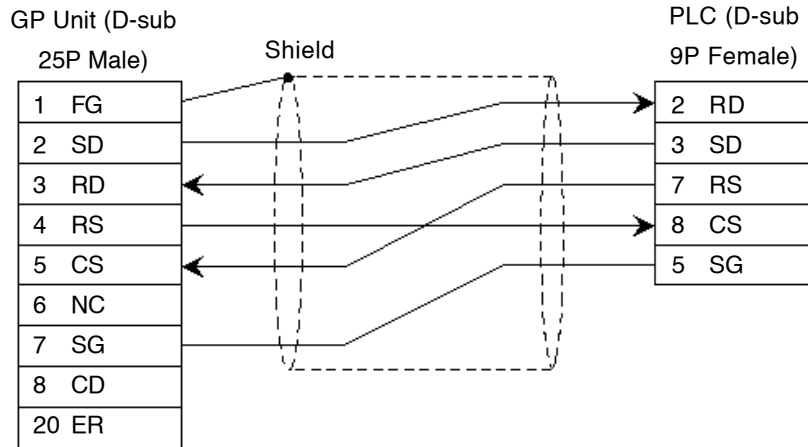 GP Unit (D-sub
25P Male)
Shield
PLC (D-sub
9P Female)
1 FG
2 SD
3 RD
4 RS
5 CS
6 NC
7 SG
8 CD
20 ER
2 RD
3 SD
7 RS
8 CS
5 SG